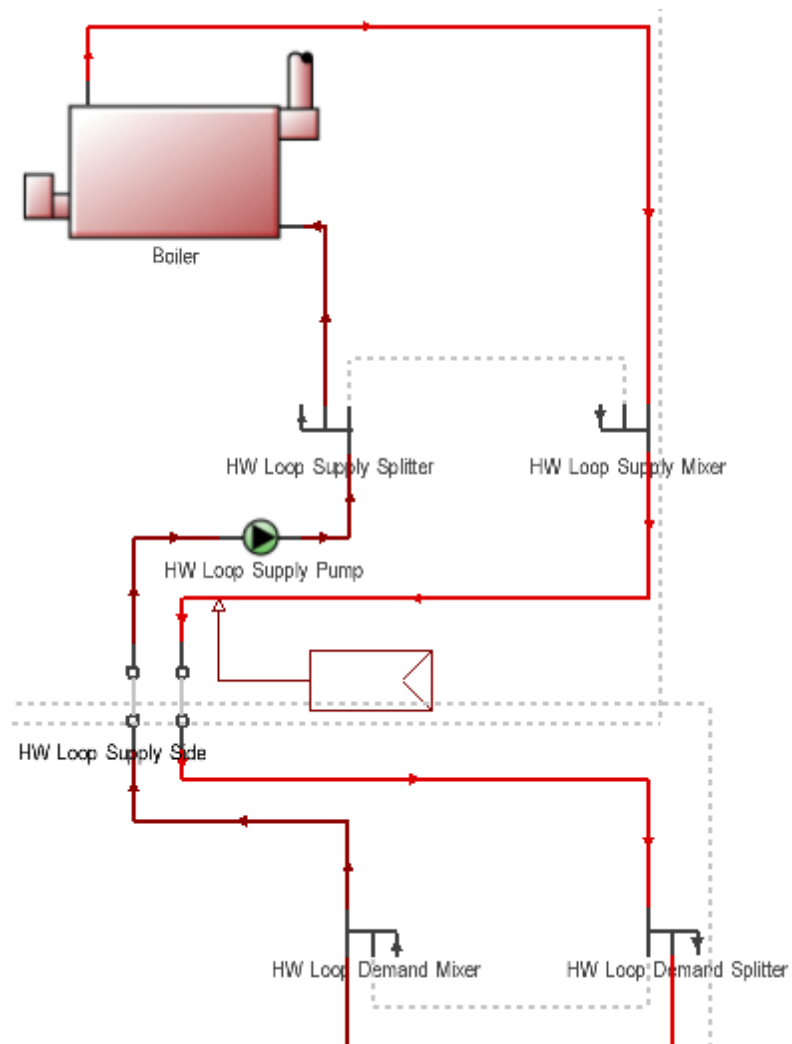 Boiler
HW Loop Supply Splitter
HW Loop Supply Mixer
HW Loop Supply Pump
HW Loop Supply Side
HW Loop Demand Mixer
HW Loop Demand Splitter